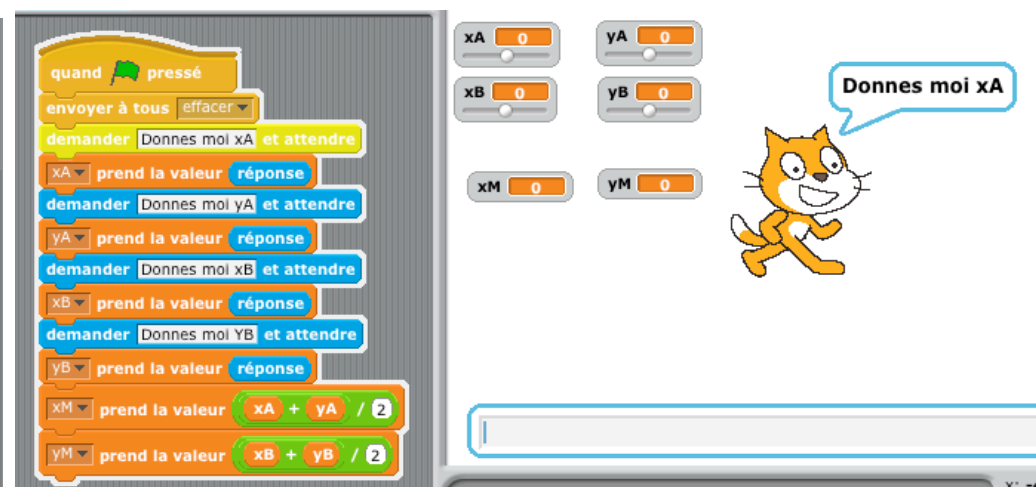 quand pressé
envoyer à tous effacer
demander Donnes moi xA et attendre
xA prend la valeur réponse
demander Donnes moi yA et attendre
yA prend la valeur réponse
demander Donnes moi xB et attendre
xB prend la valeur réponse
demander Donnes moi YB et attendre
yB prend la valeur réponse
xM prend la valeur xA + yA / 2
yM prend la valeur xB + yB / 2
xA 0 yA 0
xB 0 yB 0
xM 0 yM 0
Donnes moi xA